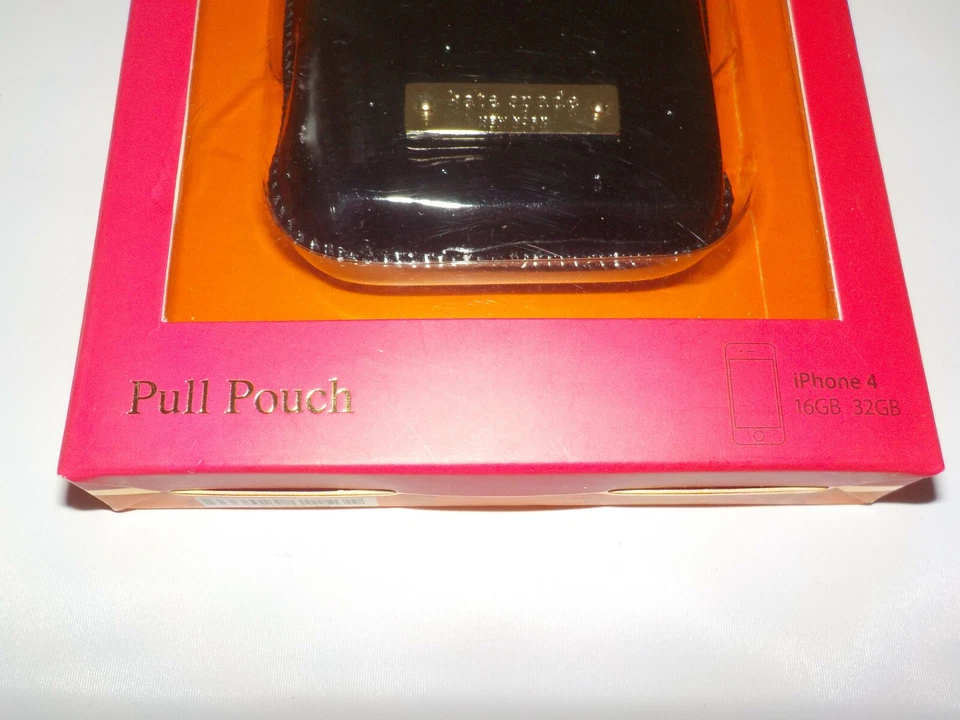 kate spade
NEW YORK
Pull Pouch
iPhone 4
16GB 32GB